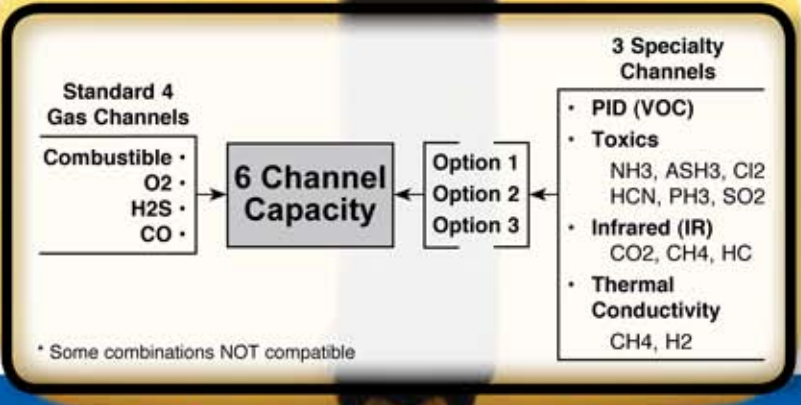 Standard 4
Gas Channels
Combustible •
O2 •
H2S •
CO •
6 Channel
Capacity
Option 1
Option 2
Option 3
3 Specialty
Channels
• PID (VOC)
• Toxics
NH3, ASH3, Cl2
HCN, PH3, SO2
• Infrared (IR)
CO2, CH4, HC
• Thermal
Conductivity
CH4, H2
* Some combinations NOT compatible